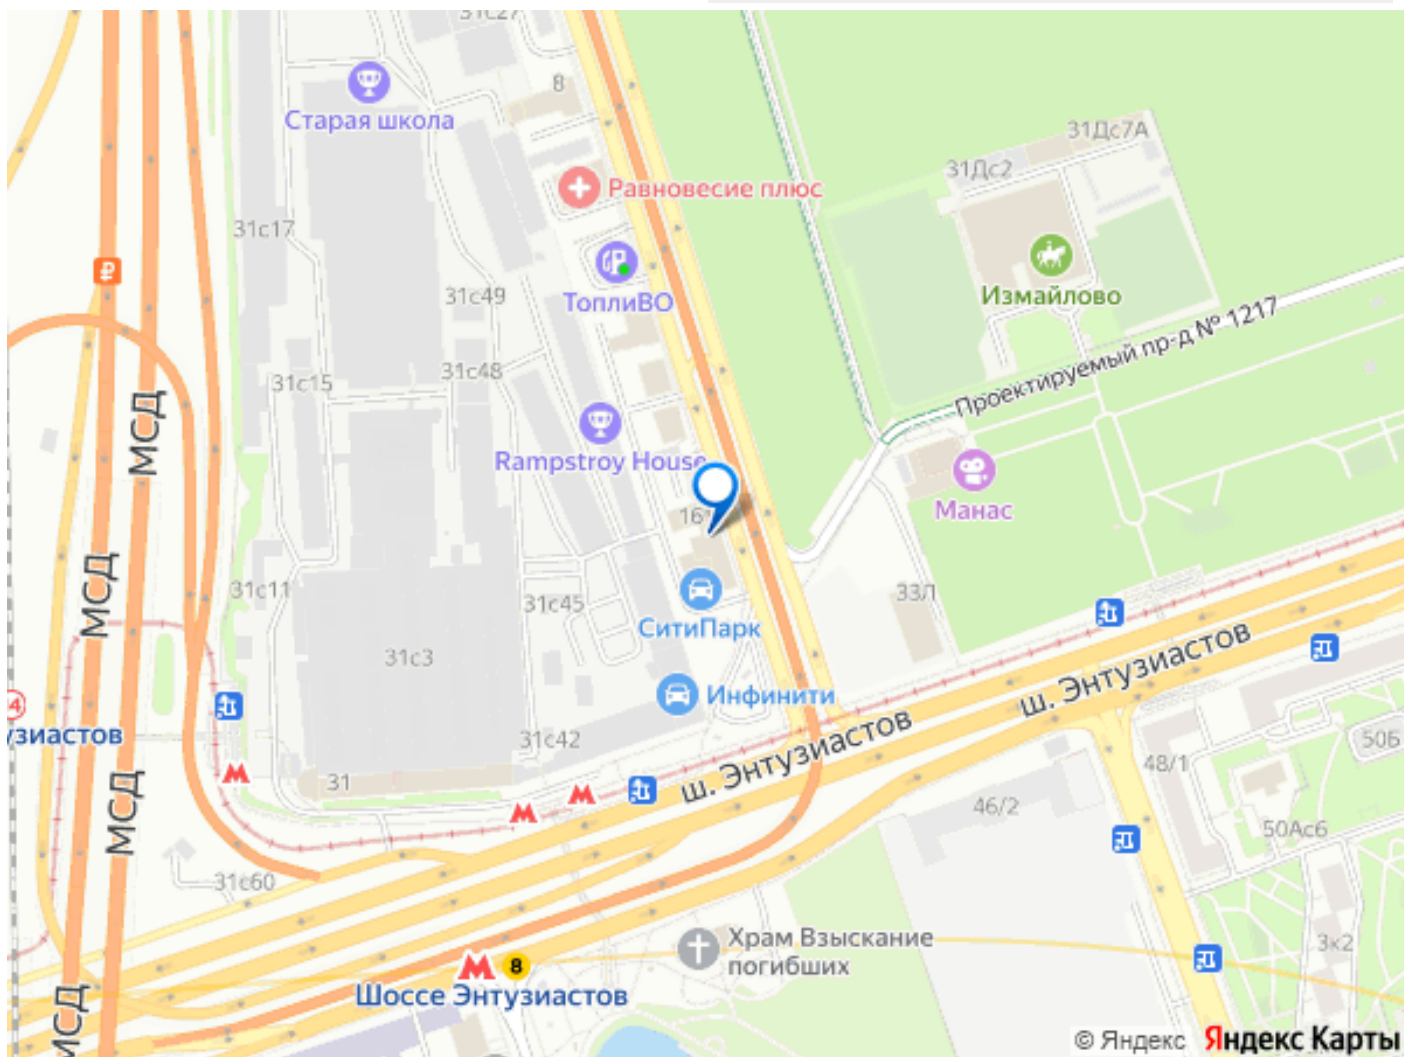 31с27
8
Старая школа
31Дс7А
31Дс2
Равновесие плюс
31с17
Измайлово
31с49
ТоплиВО
Проектируемый пр-д № 1217
31с15
31с48
МСД
Rampstroy House
Манас
МСД
31с11
31с45
33Л
СитиПарк
31с3
ш. Энтузиастов
Инфинити
4
узиастов
31с42
ш. Энтузиастов
50Б
48/1
31
МСД
46/2
50Ас6
31с60
Храм Взыскание
погибших
3к2
8
Шоссе Энтузиастов
МСД
© Яндекс Яндекс Карты